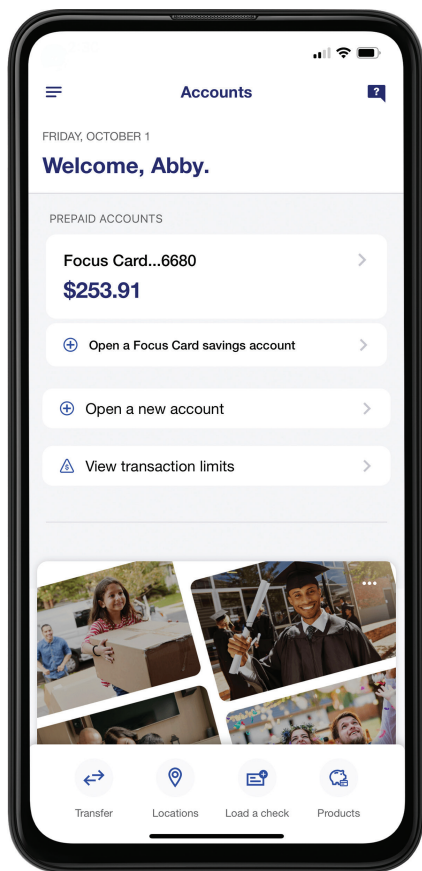 Accounts
?
FRIDAY, OCTOBER 1
Welcome, Abby.
PREPAID ACCOUNTS
Focus Card...6680
$253.91
Open a Focus Card savings account
Open a new account
View transaction limits
Transfer
Locations
Load a check
Products